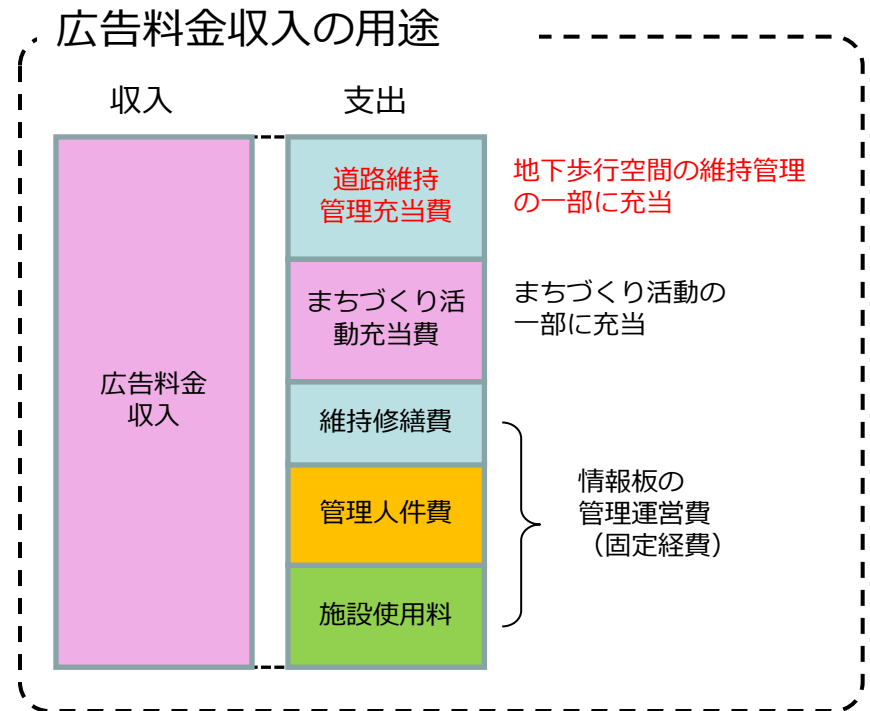 広告料金収入の用途
収入
支出
広告料金
収入
道路維持
管理充当費
地下歩行空間の維持管理
の一部に充当
まちづくり活
動充当費
まちづくり活動の
一部に充当
維持修繕費
管理人件費
施設使用料
情報板の
管理運営費
（固定経費）